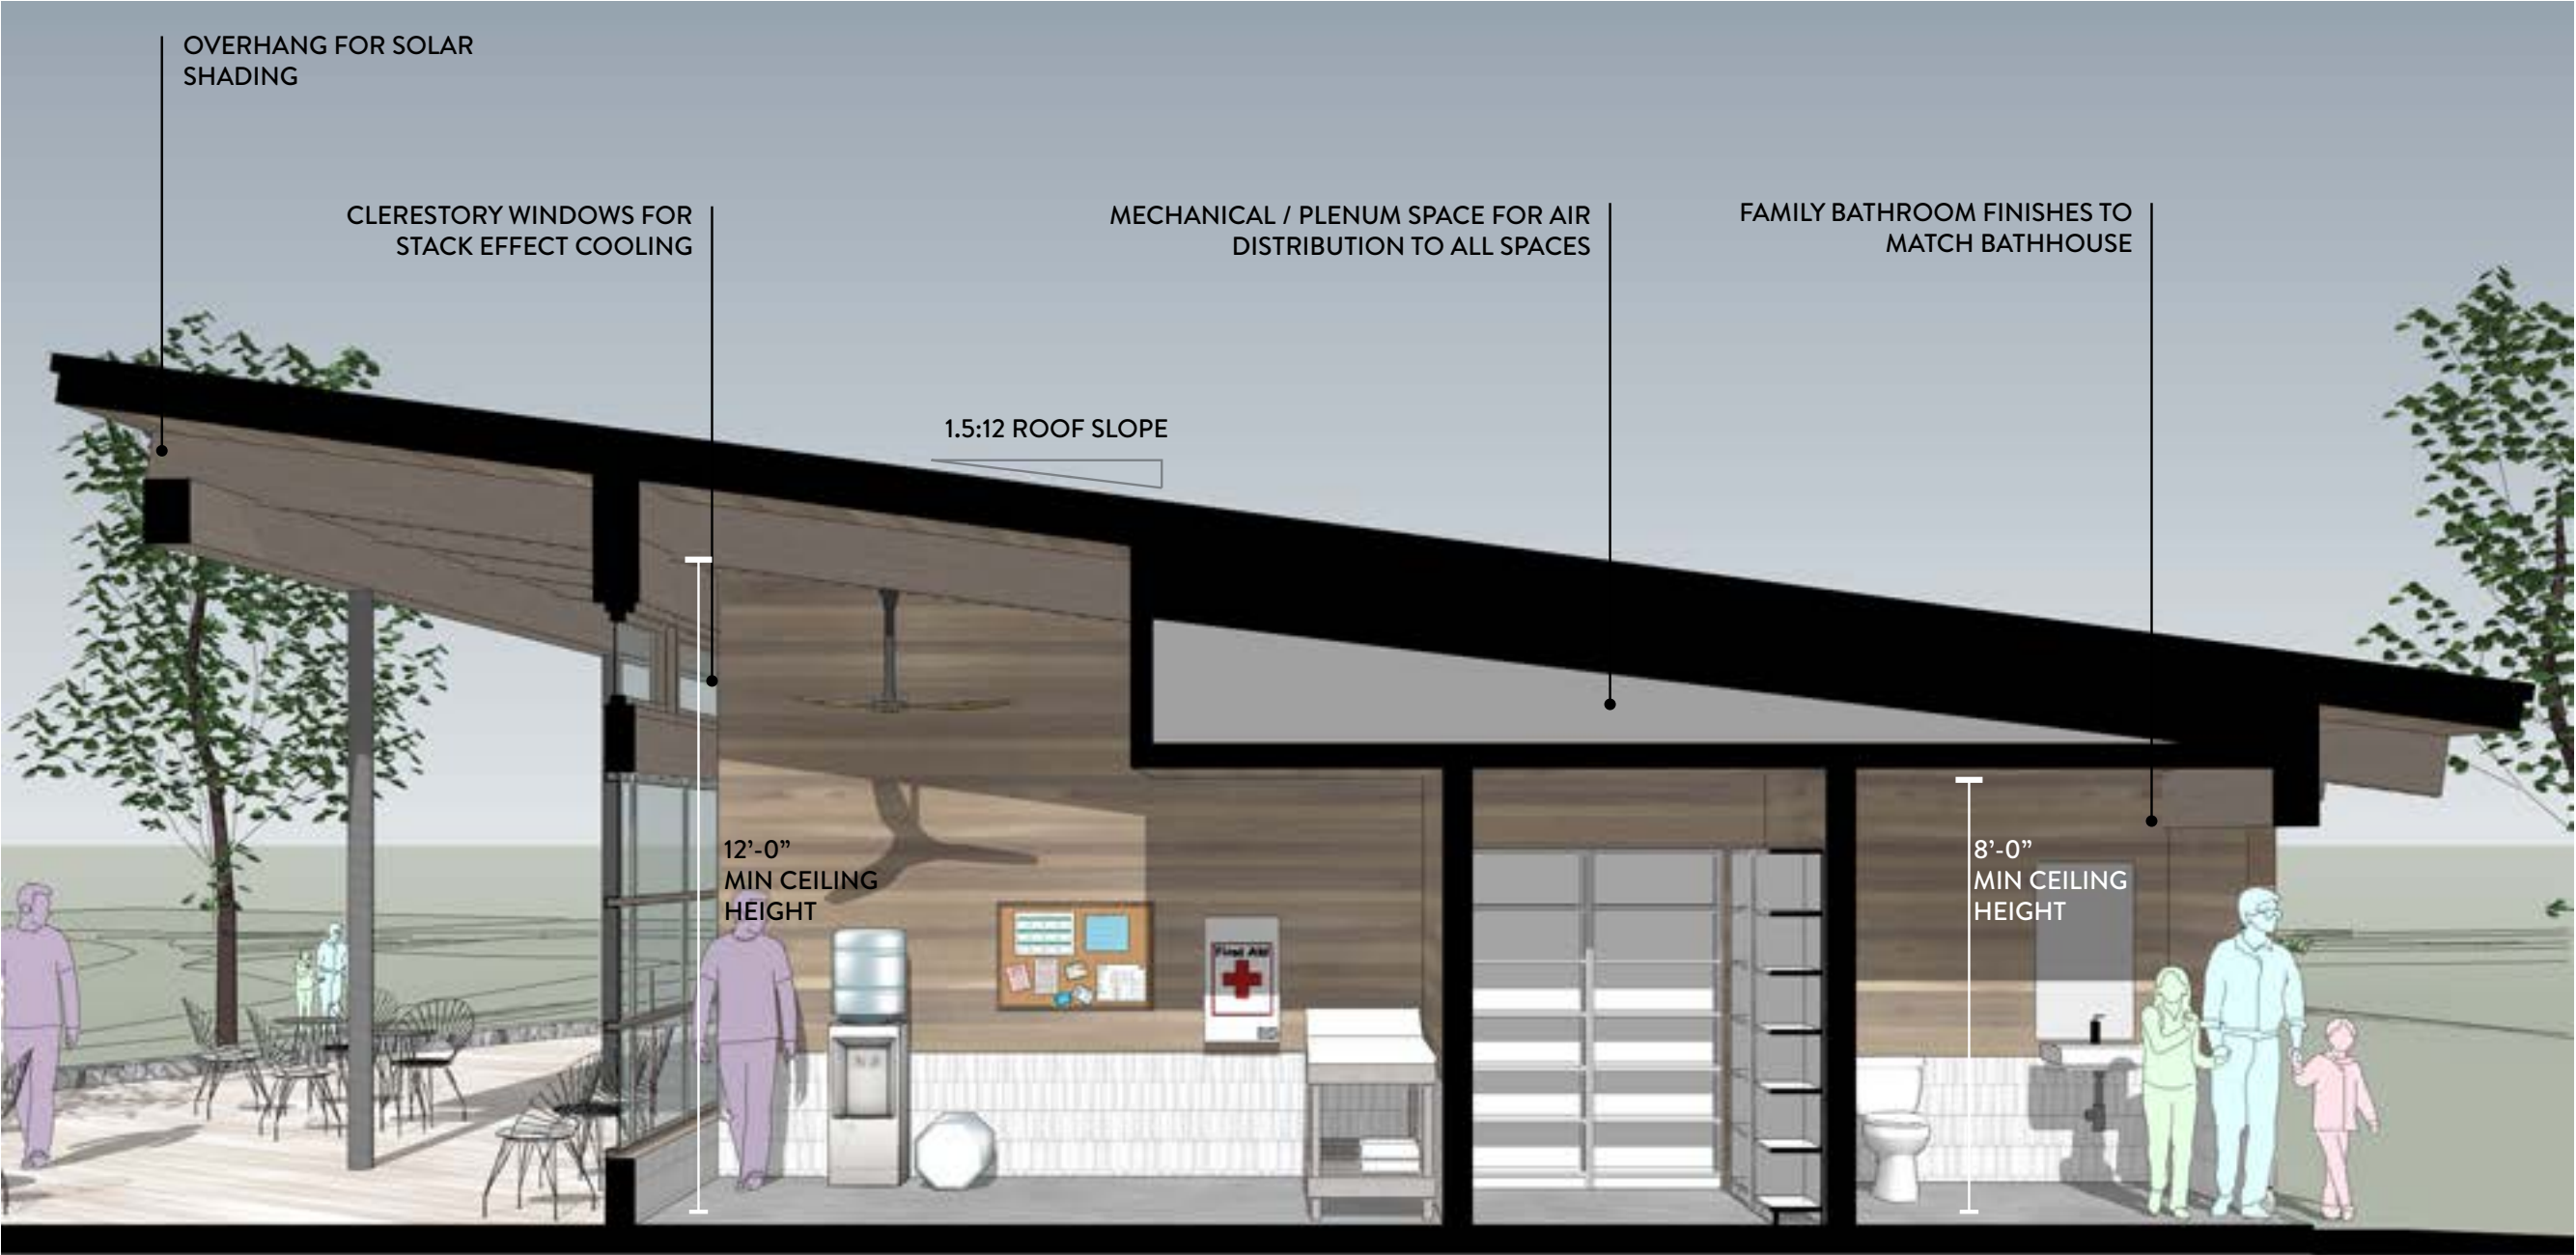 OVERHANG FOR SOLAR
SHADING
CLERESTORY WINDOWS FOR
STACK EFFECT COOLING
MECHANICAL / PLENUM SPACE FOR AIR
DISTRIBUTION TO ALL SPACES
FAMILY BATHROOM FINISHES TO
MATCH BATHHOUSE
1.5:12 ROOF SLOPE
12’-0”
MIN CEILING
HEIGHT
8’-0”
MIN CEILING
HEIGHT
First Aid